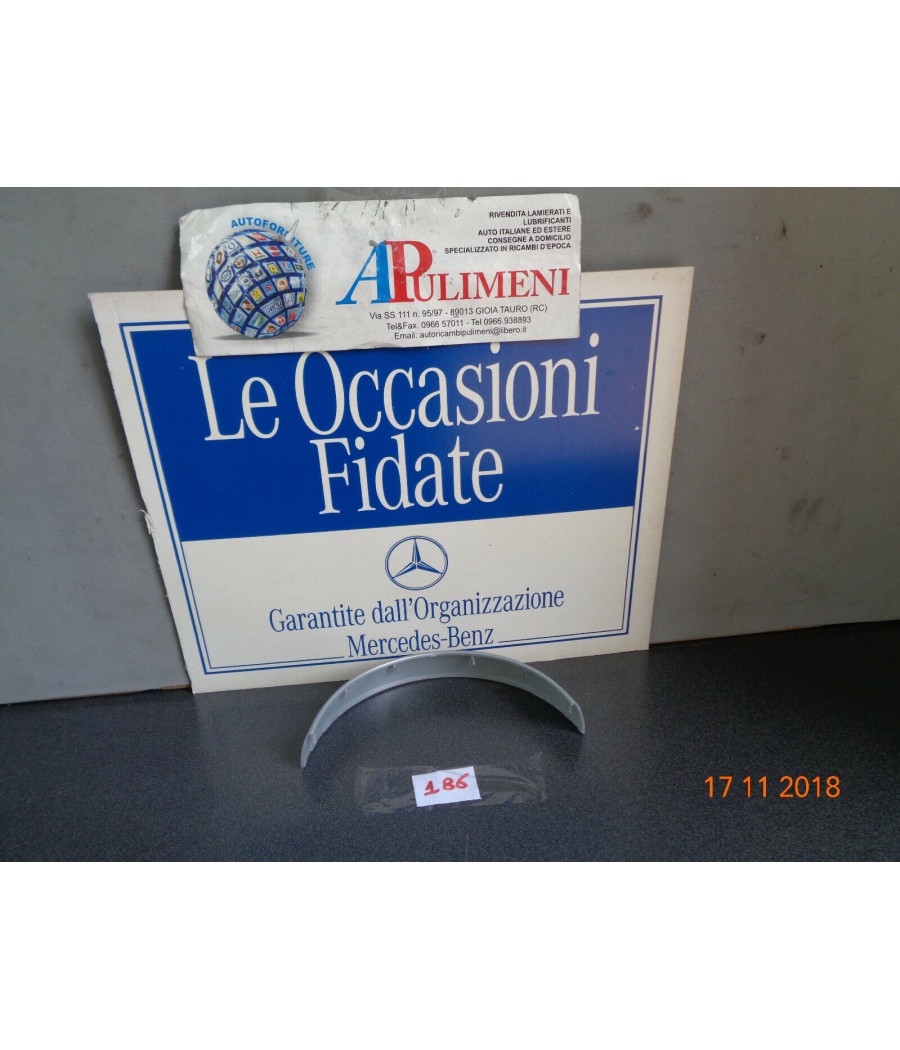 AUTOFORNITURE
RIVENDITA LAMIERATI E
LUBRIFICANTI
AUTO ITALIANE ED ESTERE
CONSEGNE A DOMICILIO
SPECIALIZZATO IN RICAMBI D'EPOCA
APULIMENI
Via SS 111 n. 95/97 - 89013 GIOIA TAURO (RC)
Tel&Fax. 0966 57011 - Tel 0966.938893
Email: autoricambipulimeni@libero.it
Le Occasioni
Fidate
Garantite dall'Organizzazione
Mercedes-Benz
186
17 11 2018